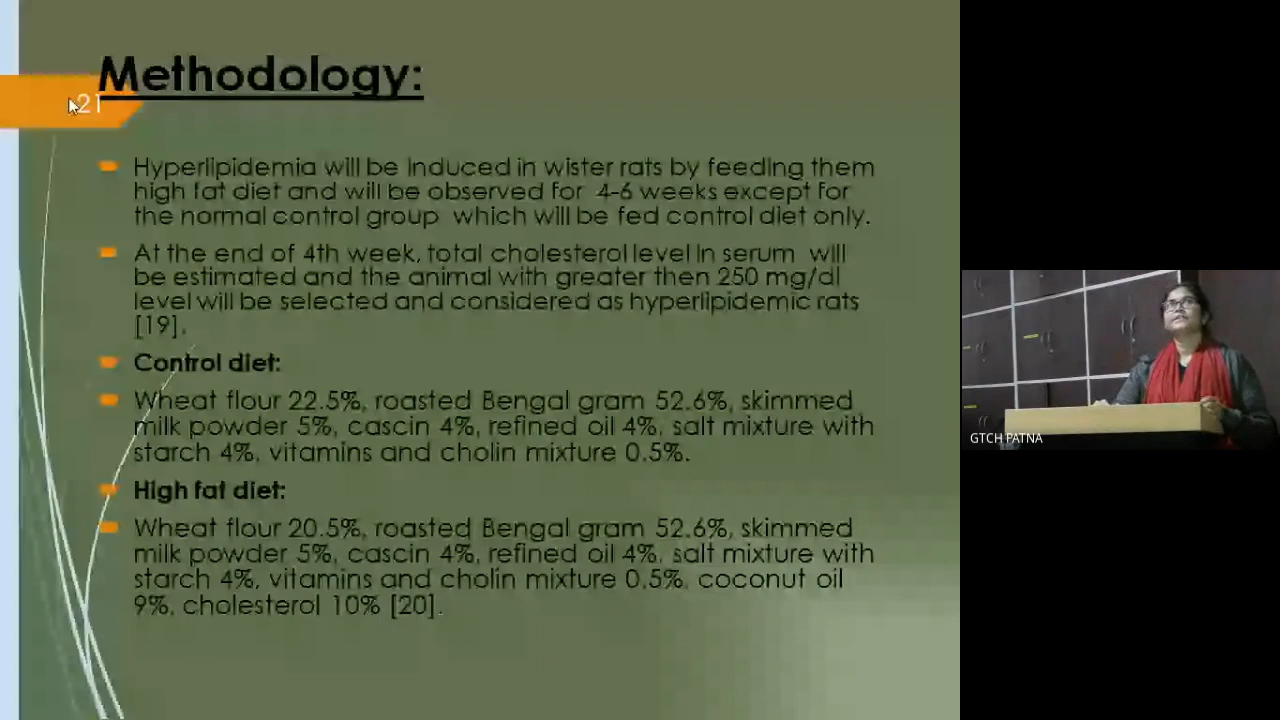 Methodology:
21
Hyperlipidemia will be induced in wister rats by feeding them
high fat diet and will be observed for 4-6 weeks except for
the normal control group which will be fed control diet only.
At the end of 4th week, total cholesterol level in serum will
be estimated and the animal with greater then 250 mg/dl
level will be selected and considered as hyperlipidemic rats
[19].
Control diet:
Wheat flour 22.5%, roasted Bengal gram 52.6%, skimmed
milk powder 5%, cascin 4%, refined oil 4%, salt mixture with
starch 4%, vitamins and cholin mixture 0.5%.
High fat diet:
Wheat flour 20.5%, roasted Bengal gram 52.6%, skimmed
milk powder 5%, cascin 4%, refined oil 4%, salt mixture with
starch 4%, vitamins and cholin mixture 0.5%, coconut oil
9%, cholesterol 10% [20].
GTCH PATNA